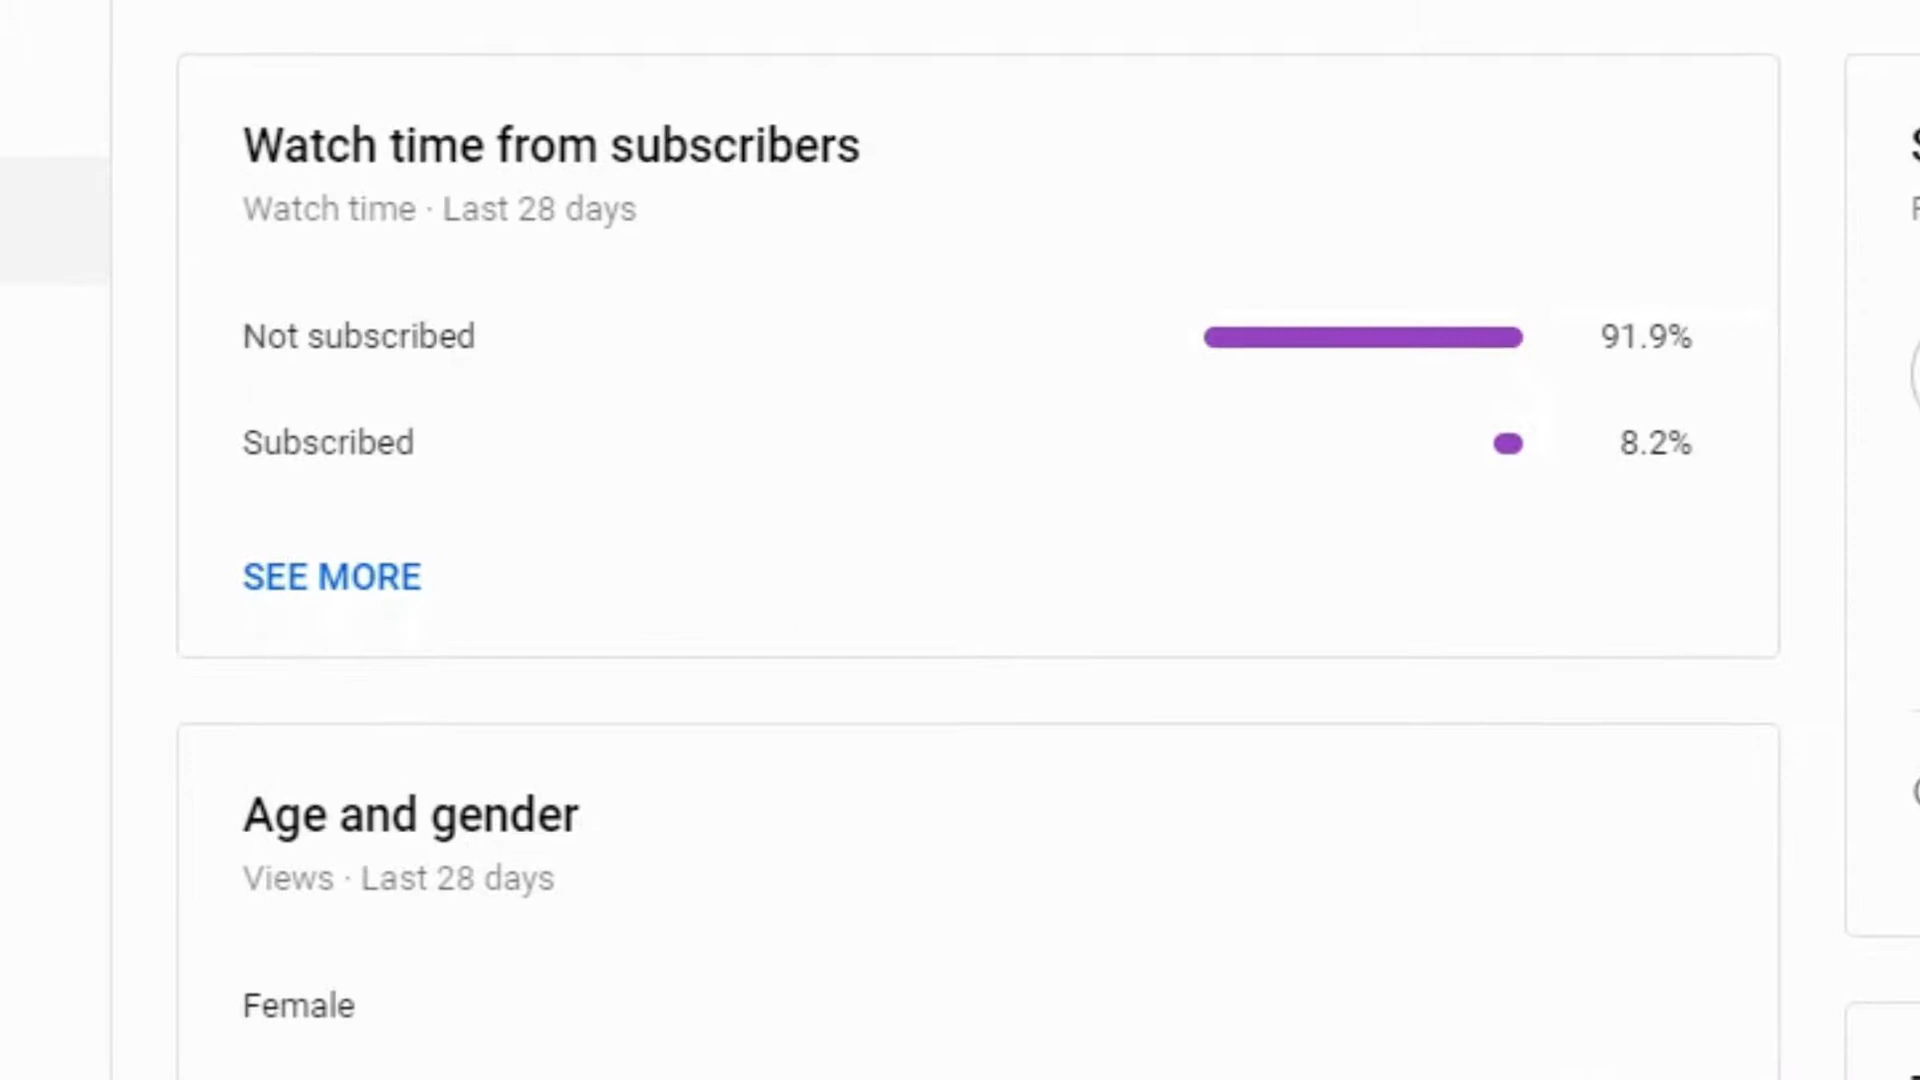 Watch time from subscribers
Watch time · Last 28 days
Not subscribed 91.9%
Subscribed 8.2%
SEE MORE
Age and gender
Views · Last 28 days
Female